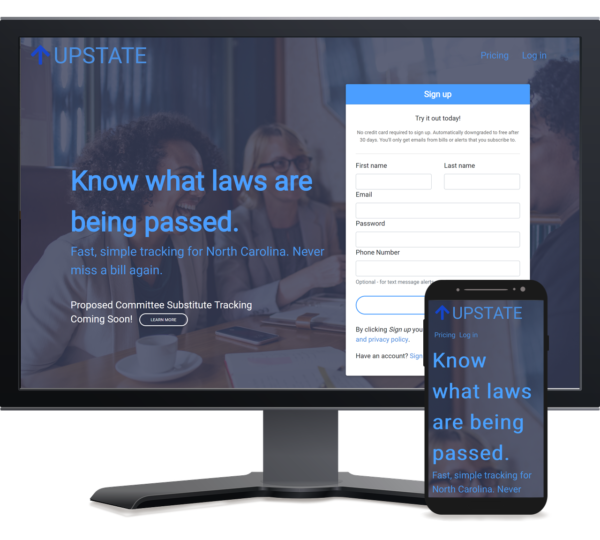 UPSTATE
Pricing Log In
Know what laws are
being passed.
Fast, simple tracking for North Carolina. Never
miss a bill again.
Proposed Committee Substitute Tracking
Coming Soon! LEARN MORE
Sign up
Try it out today!
No credit card required to sign up. Automatically downgraded to free after
30 days. You'll only get emails from bills or alerts that you subscribe to.
First name Last name
Email
Password
Phone Number
Optional - for text message alerts
By clicking Sign up you
and privacy policy.
Have an account? Sign
UPSTATE
Pricing Log in
Know
what laws
are being
passed.
Fast, simple tracking for
North Carolina. Never